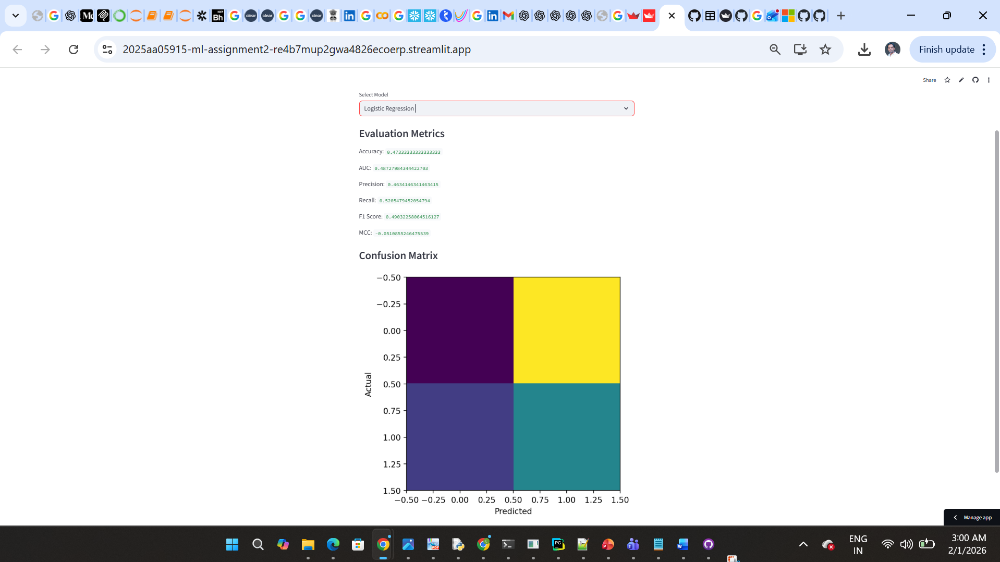 2025aa05915-ml-assignment2-re4b7mup2gwa4826ecoerp.streamlit.app
Finish update
Share
Select Model
Logistic Regression
Evaluation Metrics
Accuracy: 0.47333333333333333
AUC: 0.48727984344422703
Precision: 0.4634146341463415
Recall: 0.5205479452054794
F1 Score: 0.49032258064516127
MCC: -0.0510855246475539
Confusion Matrix
−0.50
−0.25
0.00
0.25
0.50
0.75
1.00
1.25
1.50
Actual
−0.50 −0.25 0.00 0.25 0.50 0.75 1.00 1.25 1.50
Predicted
Manage app
ENG
IN
3:00 AM
2/1/2026